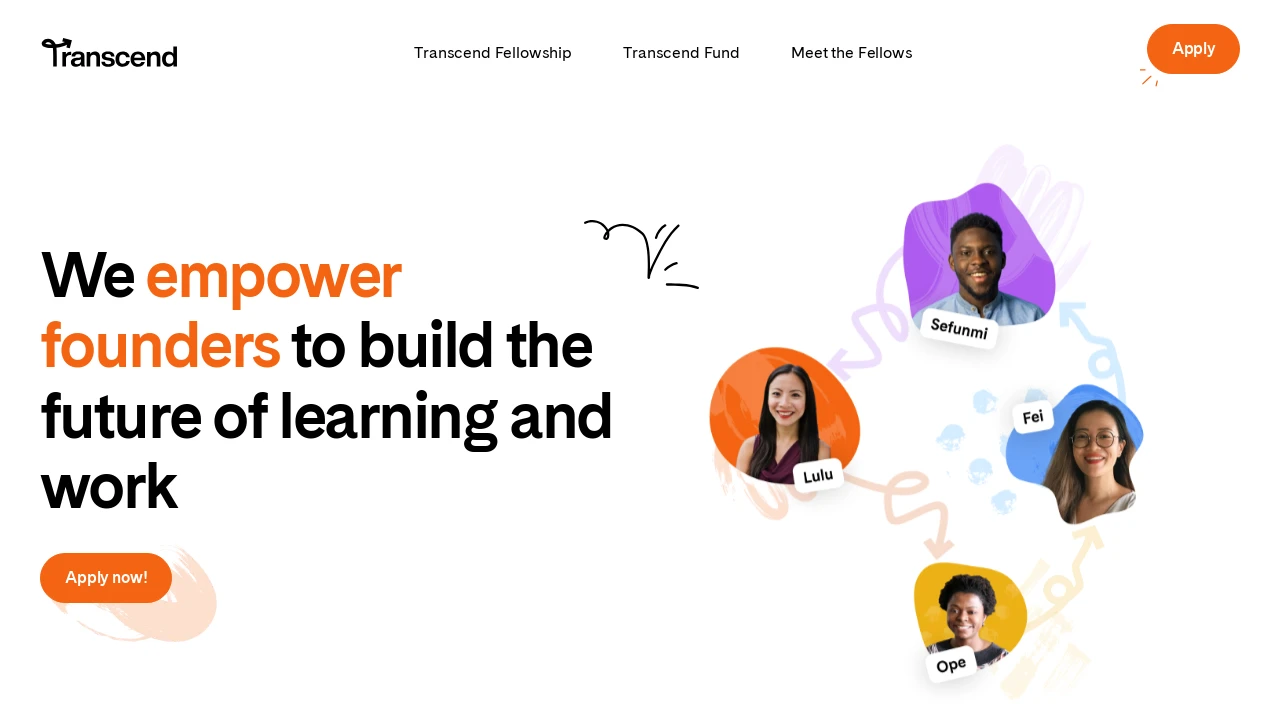 Transcend
Transcend Fellowship
Transcend Fund
Meet the Fellows
Apply
We empower
founders to build the
future of learning and
work
Apply now!
Sefunmi
Fei
Lulu
Ope